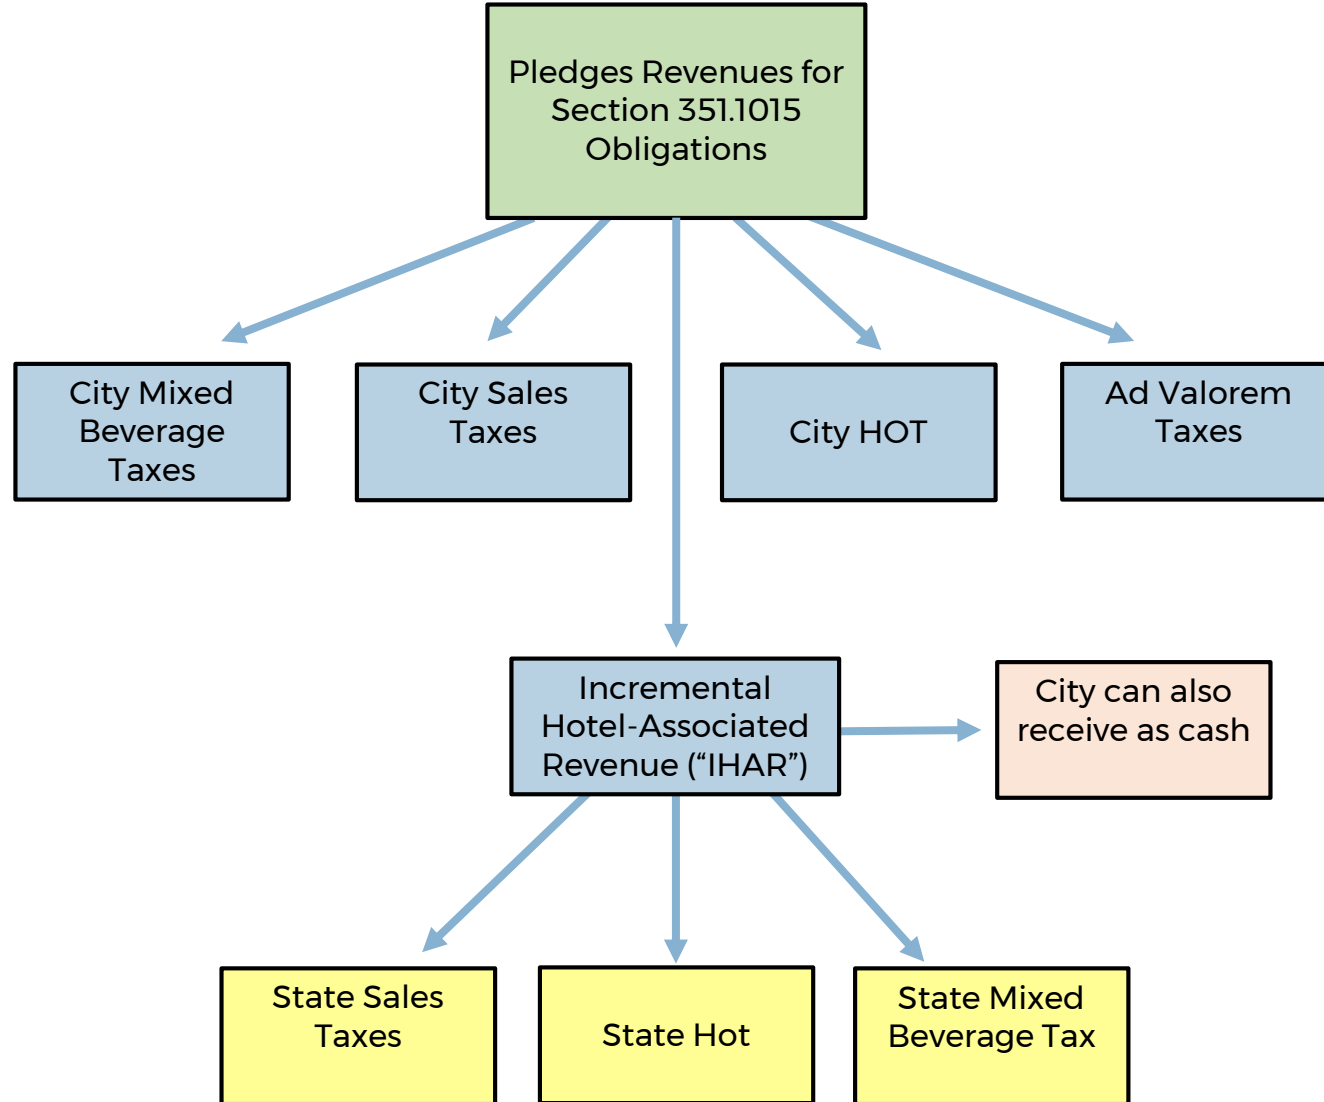 Pledges Revenues for
Section 351.1015
Obligations
City Mixed
Beverage
Taxes
City Sales
Taxes
City HOT
Ad Valorem
Taxes
Incremental
Hotel-Associated
Revenue (“IHAR”)
City can also
receive as cash
State Sales
Taxes
State Hot
State Mixed
Beverage Tax